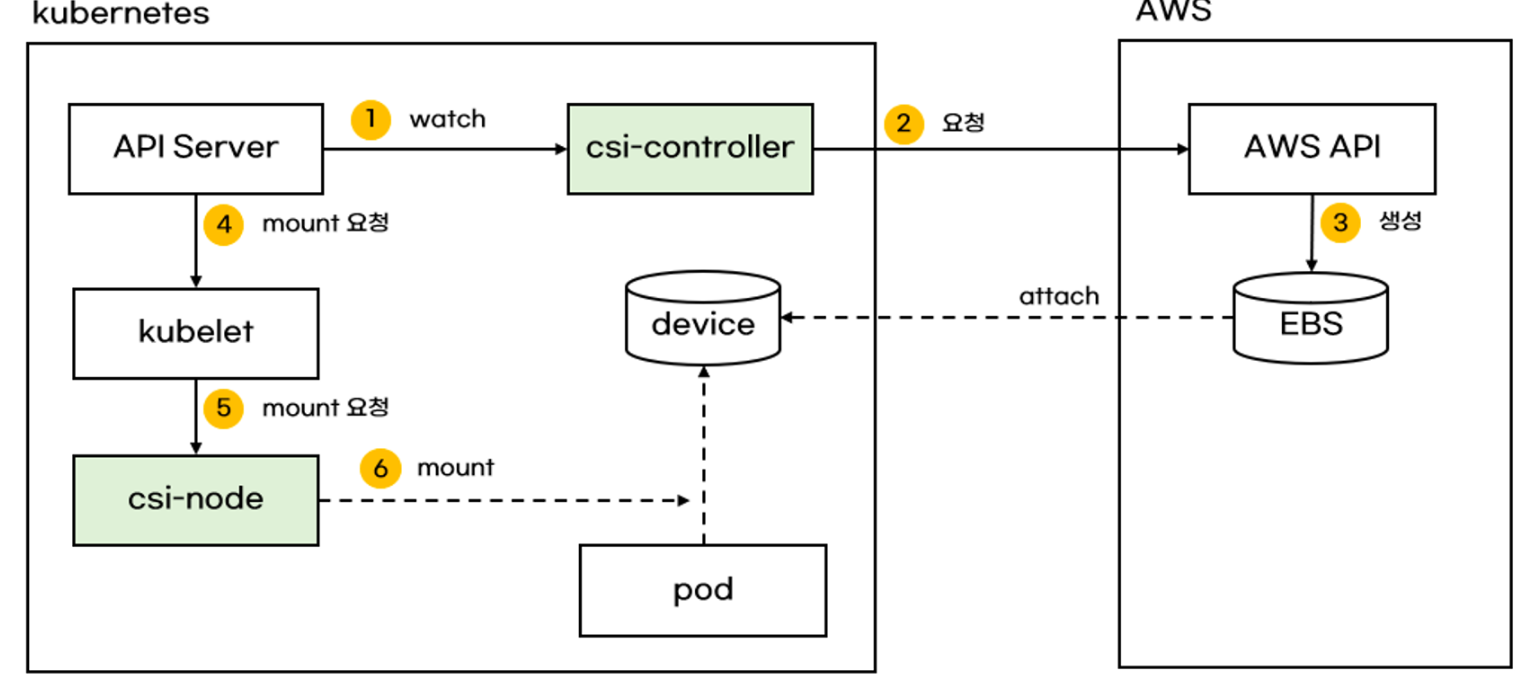 kubernetes
AWS
API Server
1 watch
csi-controller
2 요청
AWS API
4 mount 요청
3 생성
kubelet
device
attach
EBS
5 mount 요청
csi-node
6 mount
pod